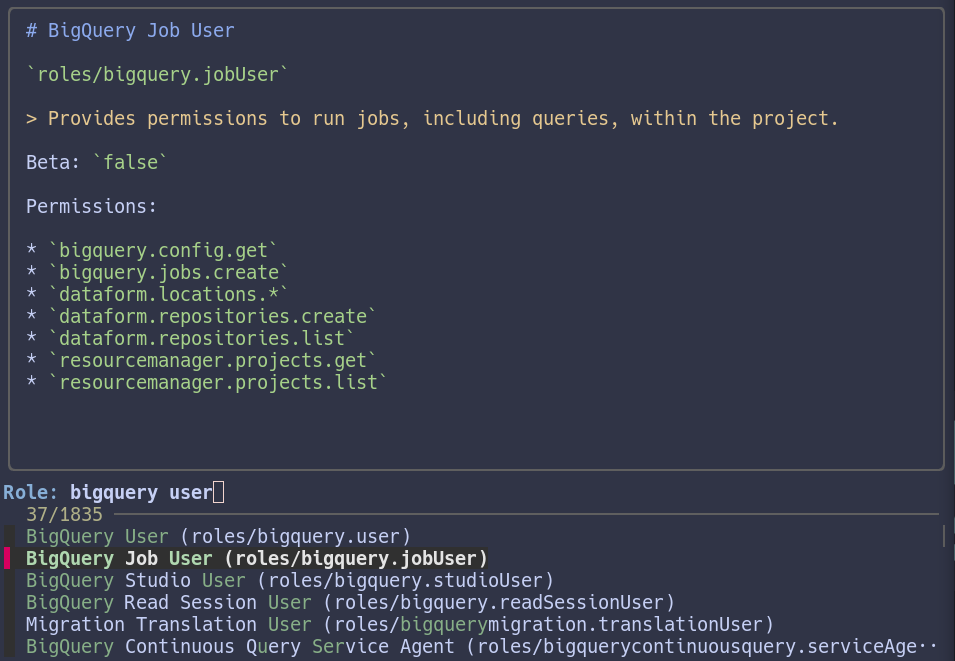 # BigQuery Job User
`roles/bigquery.jobUser`
> Provides permissions to run jobs, including queries, within the project.
Beta: `false`
Permissions:
* `bigquery.config.get`
* `bigquery.jobs.create`
* `dataform.locations.*`
* `dataform.repositories.create`
* `dataform.repositories.list`
* `resourcemanager.projects.get`
* `resourcemanager.projects.list`
Role: bigquery user
37/1835
BigQuery User (roles/bigquery.user)
BigQuery Job User (roles/bigquery.jobUser)
BigQuery Studio User (roles/bigquery.studioUser)
BigQuery Read Session User (roles/bigquery.readSessionUser)
Migration Translation User (roles/bigquerymigration.translationUser)
BigQuery Continuous Query Service Agent (roles/bigquerycontinuousquery.serviceAge··